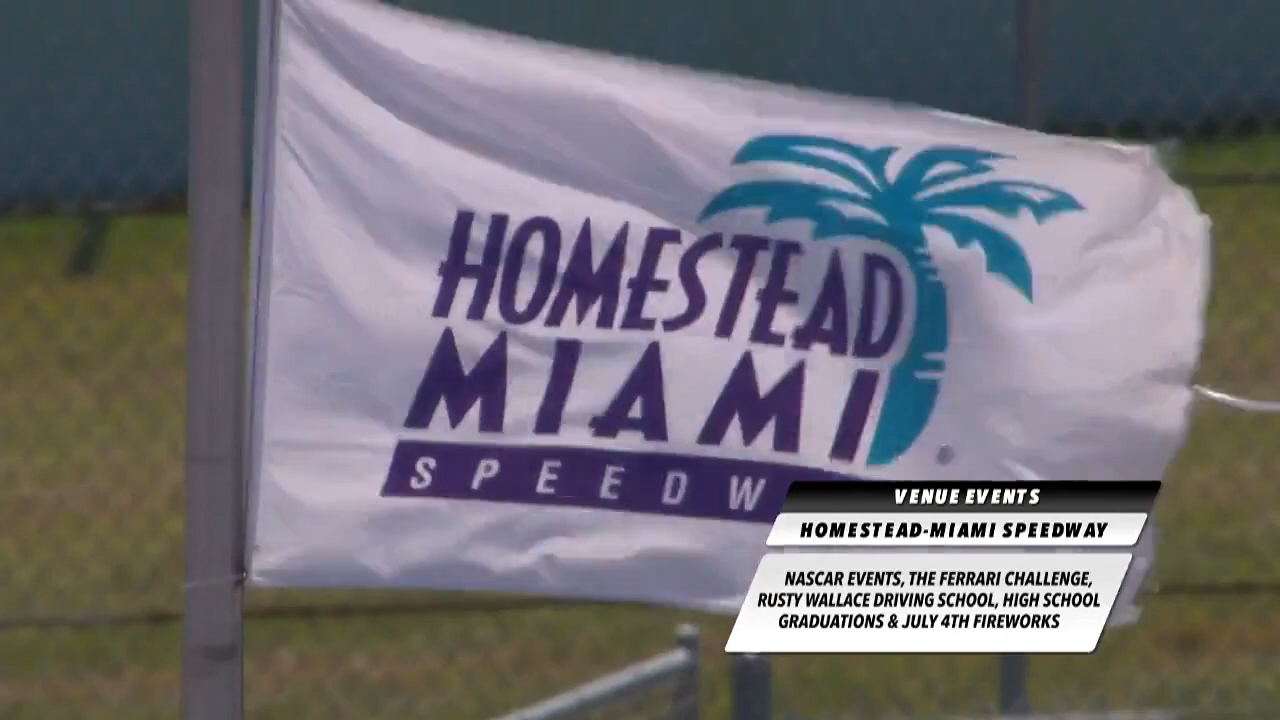 HOMESTEAD
MIAMI
SPEEDW
VENUE EVENTS
HOMESTEAD-MIAMI SPEEDWAY
NASCAR EVENTS, THE FERRARI CHALLENGE,
RUSTY WALLACE DRIVING SCHOOL, HIGH SCHOOL
GRADUATIONS & JULY 4TH FIREWORKS